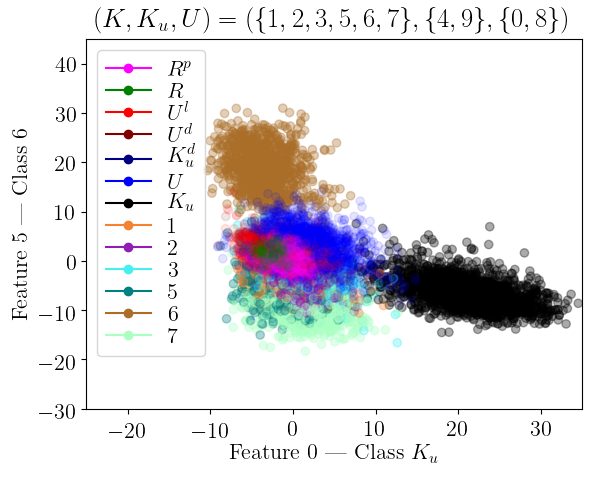 (K, K_u, U) = ({1, 2, 3, 5, 6, 7}, {4, 9}, {0, 8})
R^p
R
U^l
U^d
K_u^d
U
K_u
1
2
3
5
6
7
40
30
20
10
0
−10
−20
−30
Feature 5 — Class 6
−20
−10
0
10
20
30
Feature 0 — Class K_u